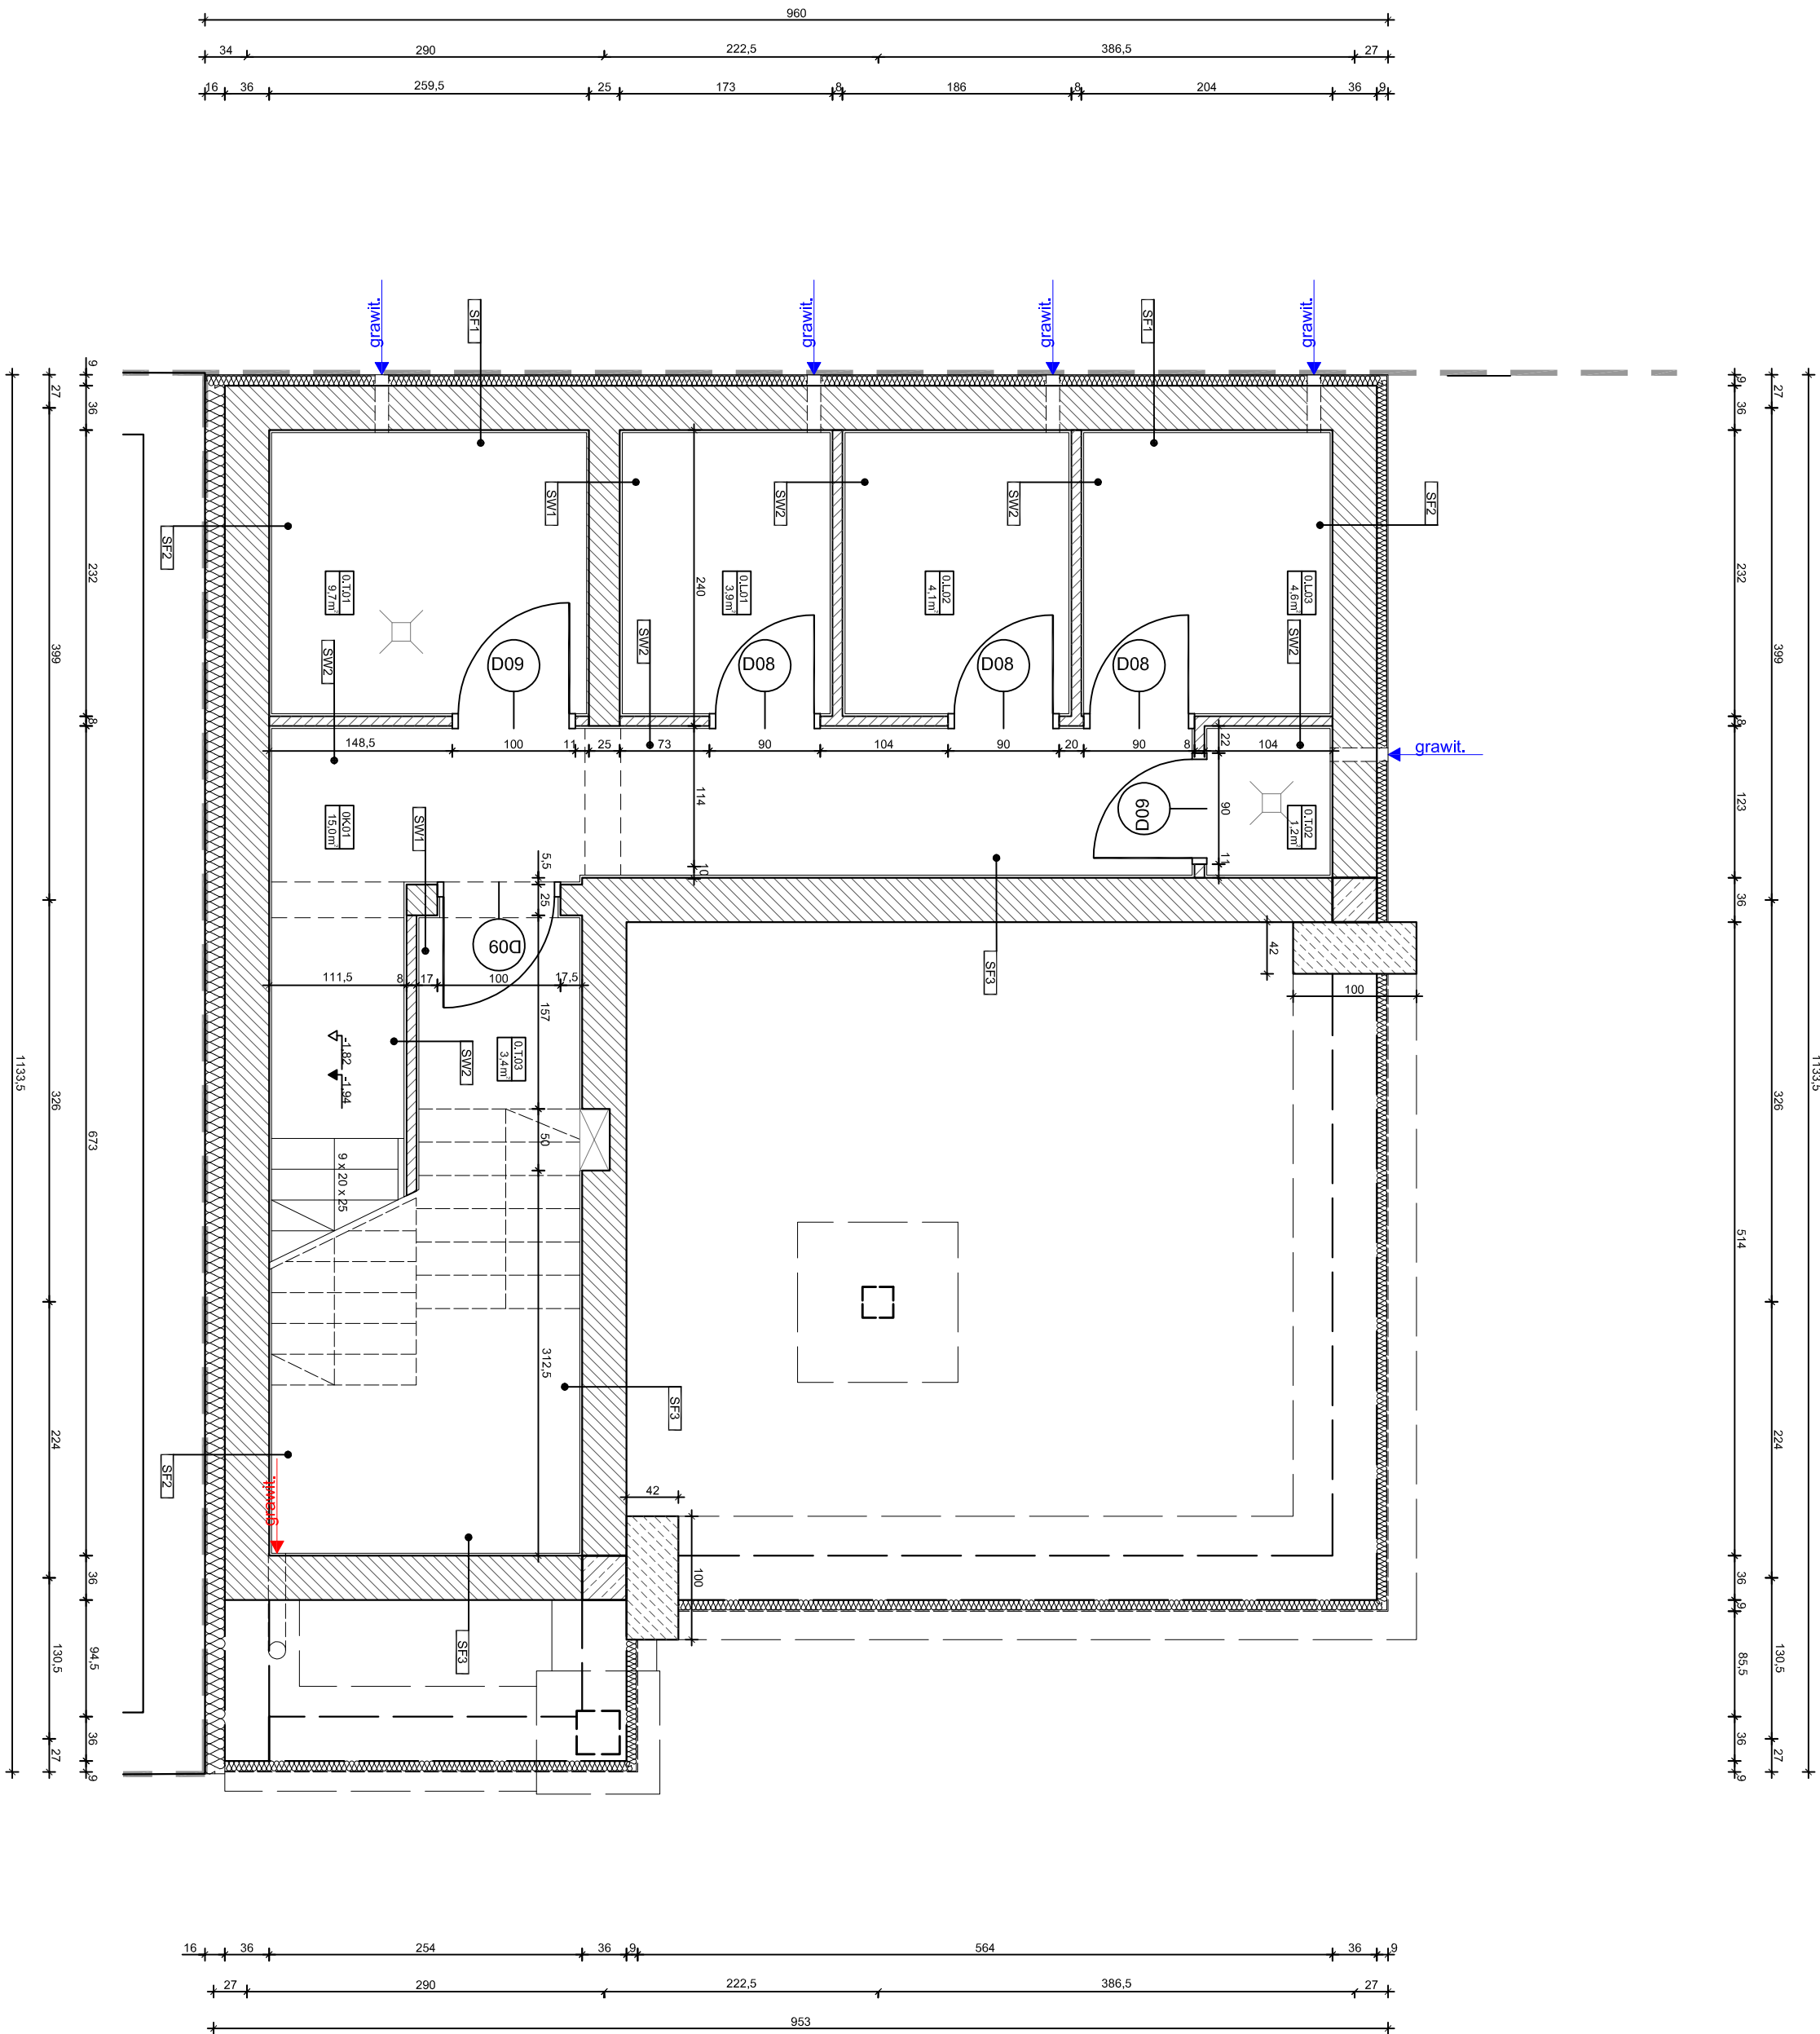 960
34 290 222,5 386,5 27
16 36 259,5 25 173 8 186 8 204 36 9
grawit. grawit. grawit. grawit.
SF1 SF1
9 36 232 8 673 36 94,5 36 9
27 399 326 224 130,5 27
1133,5
9 36 232 8 123 36 514 36 9 85,5 36 9
27 399 326 224 130,5 27
1133,5
SW1 SW2 SW2 SF2
SF2
0.T.01
9,7m²
0.L.01
3,9m²
0.L.02
4,1m²
0.L.03
4,6m²
240
SW2 SW2 SW2
D09 D08 D08 D08
148,5 100 11 25 73 90 104 90 20 90 8 104
22
grawit.
114
10
90
11
D09
0.T.02
1,2m²
0K.01
15,0m²
SW1
5,5
25
D09
SF3
42
100
111,5 8 17 100 17,5
157
-1,82
-1,94
SW2
0.T.03
3,4m²
50
9 x 20 x 25
312,5
SF3
SF2
grawit.
42
100
SF3
16 36 254 36 9 564 36 9
27 290 222,5 386,5 27
953